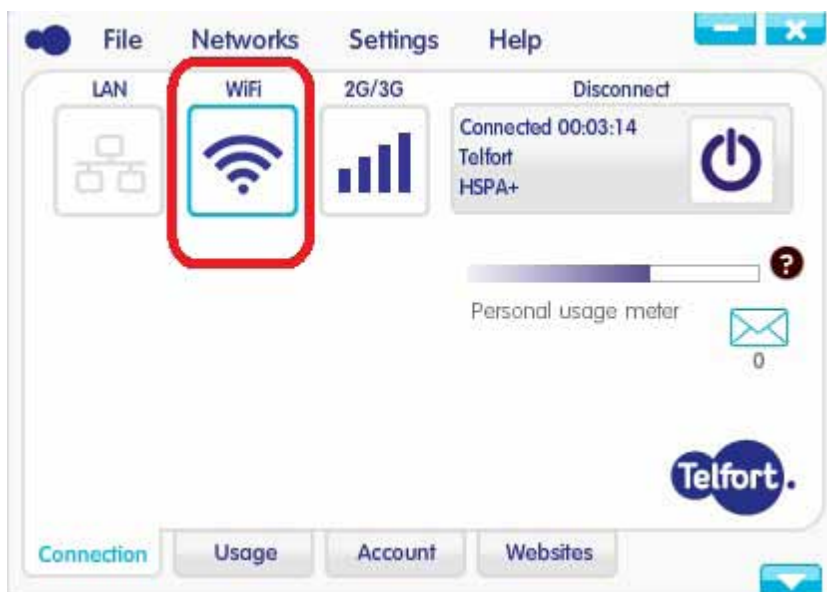 File Networks Settings Help
LAN WiFi 2G/3G Disconnect
Connected 00:03:14
Telfort
HSPA+
?
Personal usage meter
0
Telfort.
Connection Usage Account Websites